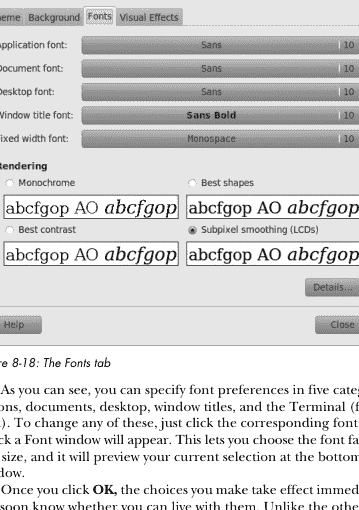 eme Background Fonts Visual Effects
Application font: Sans 10
Document font: Sans 10
Desktop font: Sans 10
Window title font: Sans Bold 10
Fixed width font: Monospace 10
Rendering
Monochrome Best shapes
abcfgop AO abcfgop abcfgop AO abcfgop
Best contrast Subpixel smoothing (LCDs)
abcfgop AO abcfgop abcfgop AO abcfgop
Details...
Help Close
e 8-18: The Fonts tab
As you can see, you can specify font preferences in five categ
ons, documents, desktop, window titles, and the Terminal (f
). To change any of these, just click the corresponding font
ck a Font window will appear. This lets you choose the font fa
size, and it will preview your current selection at the bottom
dow.
Once you click OK, the choices you make take effect immed
soon know whether you can live with them. Unlike the othe